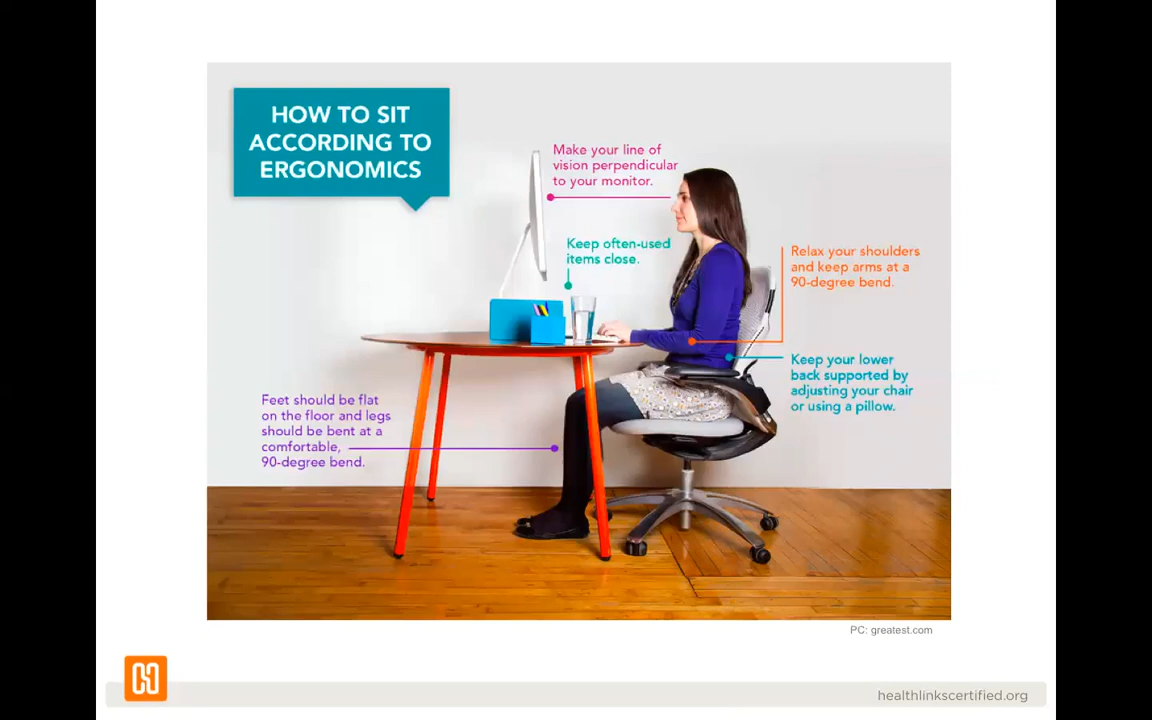 HOW TO SIT
ACCORDING TO
ERGONOMICS
Make your line of
vision perpendicular
to your monitor.
Keep often-used
items close.
Relax your shoulders
and keep arms at a
90-degree bend.
Keep your lower
back supported by
adjusting your chair
or using a pillow.
Feet should be flat
on the floor and legs
should be bent at a
comfortable,
90-degree bend.
PC: greatest.com
healthlinkscertified.org